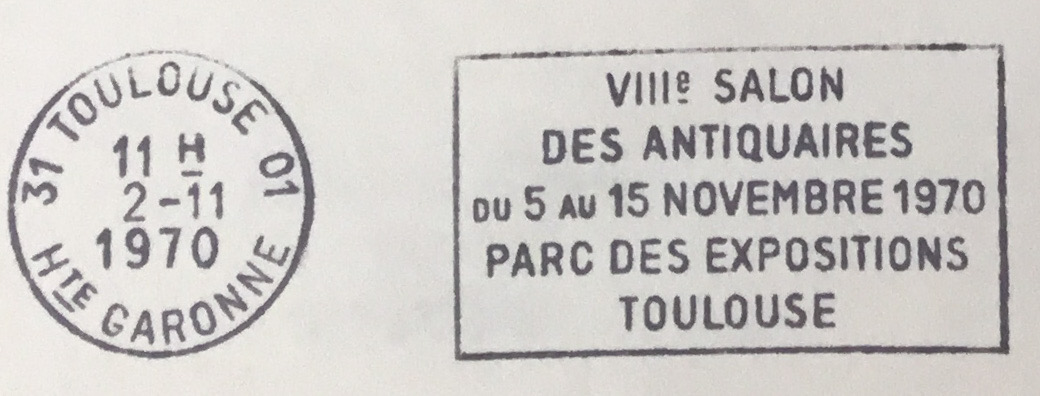 31 TOULOUSE 01
11 H
2-11
1970
HTE GARONNE
VIIIe SALON
DES ANTIQUAIRES
DU 5 AU 15 NOVEMBRE 1970
PARC DES EXPOSITIONS
TOULOUSE